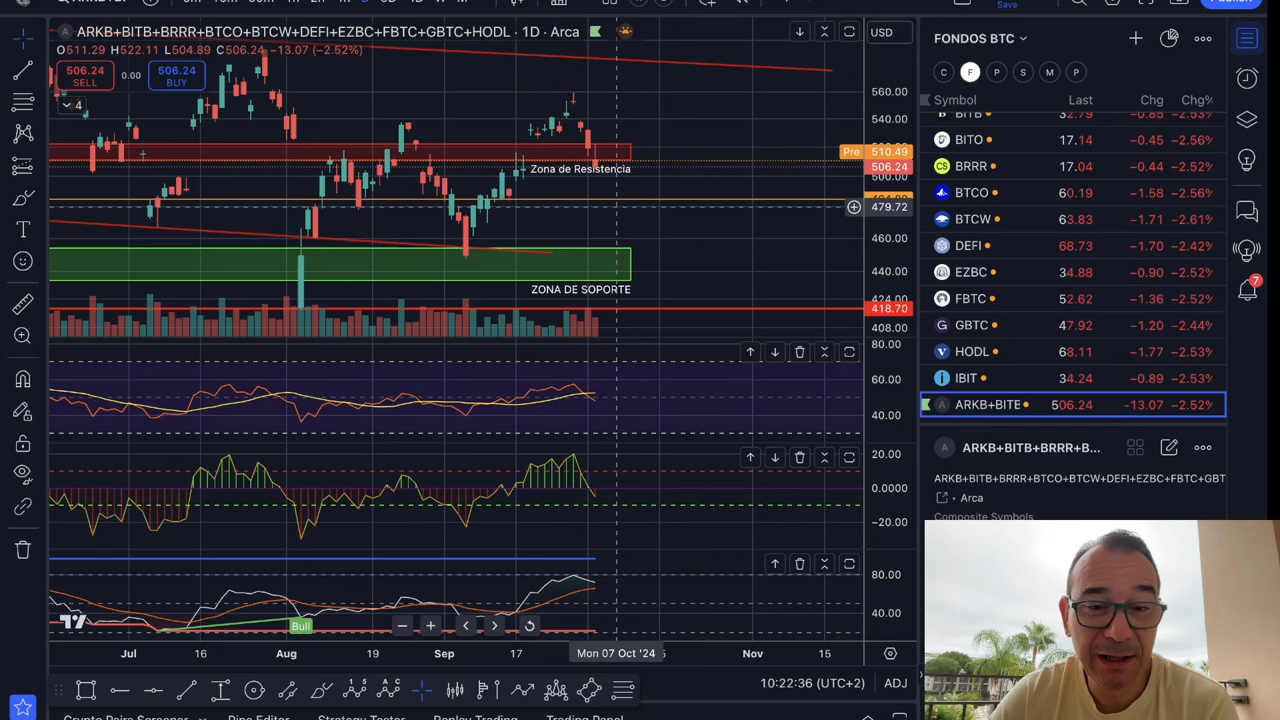 Save
Publish
ARKB+BITB+BRRR+BTCO+BTCW+DEFI+EZBC+FBTC+GBTC+HODL · 1D · Arca
O511.29 H522.11 L504.89 C506.24 −13.07 (−2.52%)
506.24
SELL
0.00
506.24
BUY
4
USD
560.00
540.00
Pre 510.49
506.24
500.00
479.72
460.00
440.00
424.00
418.70
408.00
Zona de Resistencia
ZONA DE SOPORTE
80.00
60.00
40.00
20.00
0.0000
−20.00
80.00
40.00
Bull
Jul
16
Aug
19
Sep
17
Mon 07 Oct '24
Nov
15
10:22:36 (UTC+2)
ADJ
Crypto Pairs Screener
Pine Editor
Strategy Tester
Replay Trading
Trading Panel
FONDOS BTC
C F P S M P
Symbol Last Chg Chg%
BITB 32.79 −0.85 −2.53%
BITO 17.14 −0.45 −2.56%
BRRR 17.04 −0.44 −2.52%
BTCO 60.19 −1.58 −2.56%
BTCW 63.83 −1.71 −2.61%
DEFI 68.73 −1.70 −2.42%
EZBC 34.88 −0.90 −2.52%
FBTC 52.62 −1.36 −2.52%
GBTC 47.92 −1.20 −2.44%
HODL 68.11 −1.77 −2.53%
IBIT 34.24 −0.89 −2.53%
ARKB+BITE 506.24 −13.07 −2.52%
ARKB+BITB+BRRR+B...
ARKB+BITB+BRRR+BTCO+BTCW+DEFI+EZBC+FBTC+GBT
Arca
Composite Symbols
7